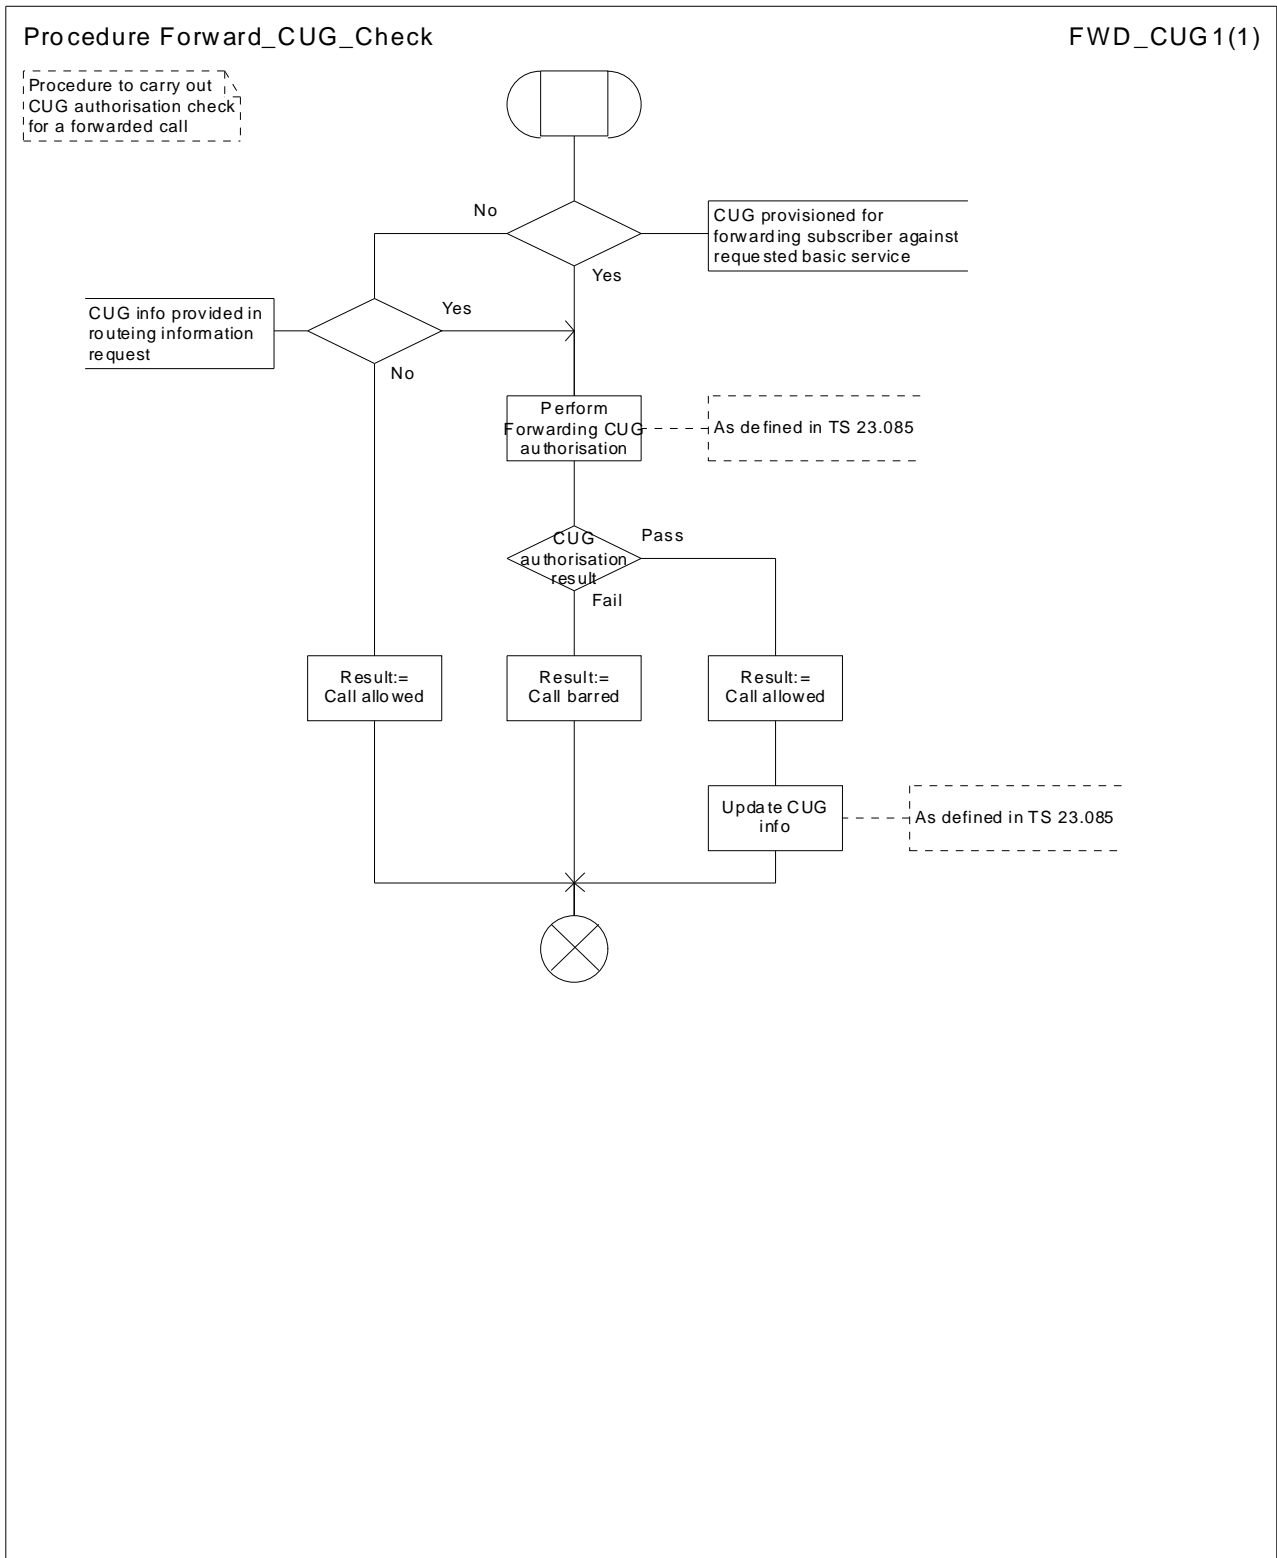 Procedure Forward_CUG_Check
FWD_CUG1(1)
Procedure to carry out
CUG authorisation check
for a forwarded call
No
CUG provisioned for
forwarding subscriber against
requested basic service
Yes
CUG info provided in
routeing information
request
Yes
No
Perform
Forwarding CUG
authorisation
As defined in TS 23.085
CUG
authorisation
result
Pass
Fail
Result:=
Call allowed
Result:=
Call barred
Result:=
Call allowed
Update CUG
info
As defined in TS 23.085